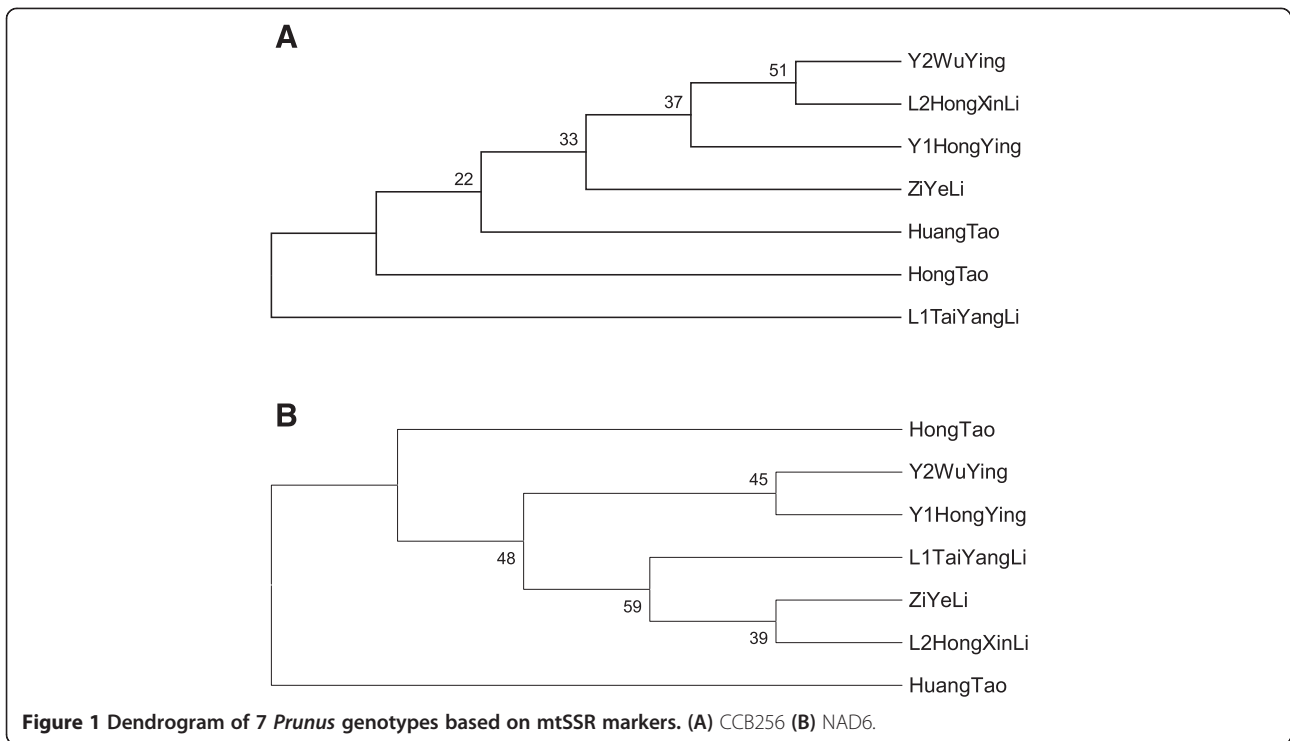 A
Y2WuYing
51
L2HongXinLi
37
Y1HongYing
33
ZiYeLi
22
HuangTao
HongTao
L1TaiYangLi
B
HongTao
Y2WuYing
45
Y1HongYing
48
L1TaiYangLi
59
ZiYeLi
39
L2HongXinLi
HuangTao
Figure 1 Dendrogram of 7 Prunus genotypes based on mtSSR markers. (A) CCB256 (B) NAD6.